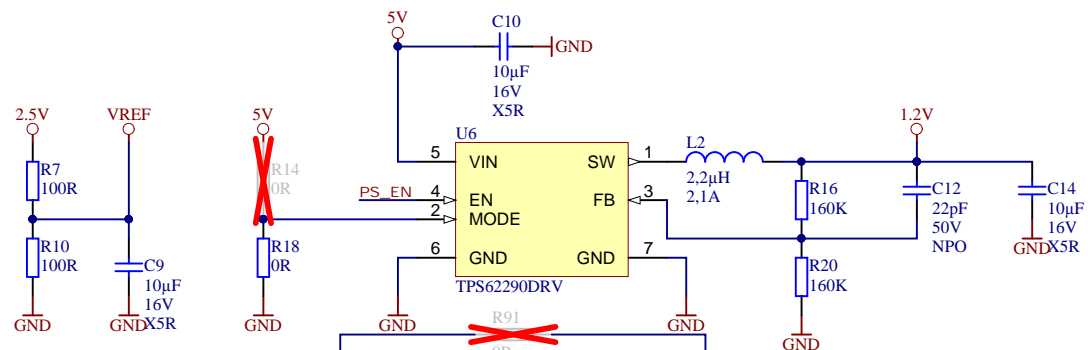 2.5V
R7
100R
R10
100R
GND
VREF
C9
10µF
16V
X5R
GND
5V
R14
0R
R18
0R
GND
5V
C10
10µF
16V
X5R
GND
U6
5 VIN
PS_EN
4 EN
2 MODE
6 GND
SW 1
FB 3
GND 7
TPS62290DRV
GND
GND
L2
2,2µH
2,1A
1.2V
R16
160K
R20
160K
GND
C12
22pF
50V
NPO
C14
10µF
16V
X5R
GND
R91